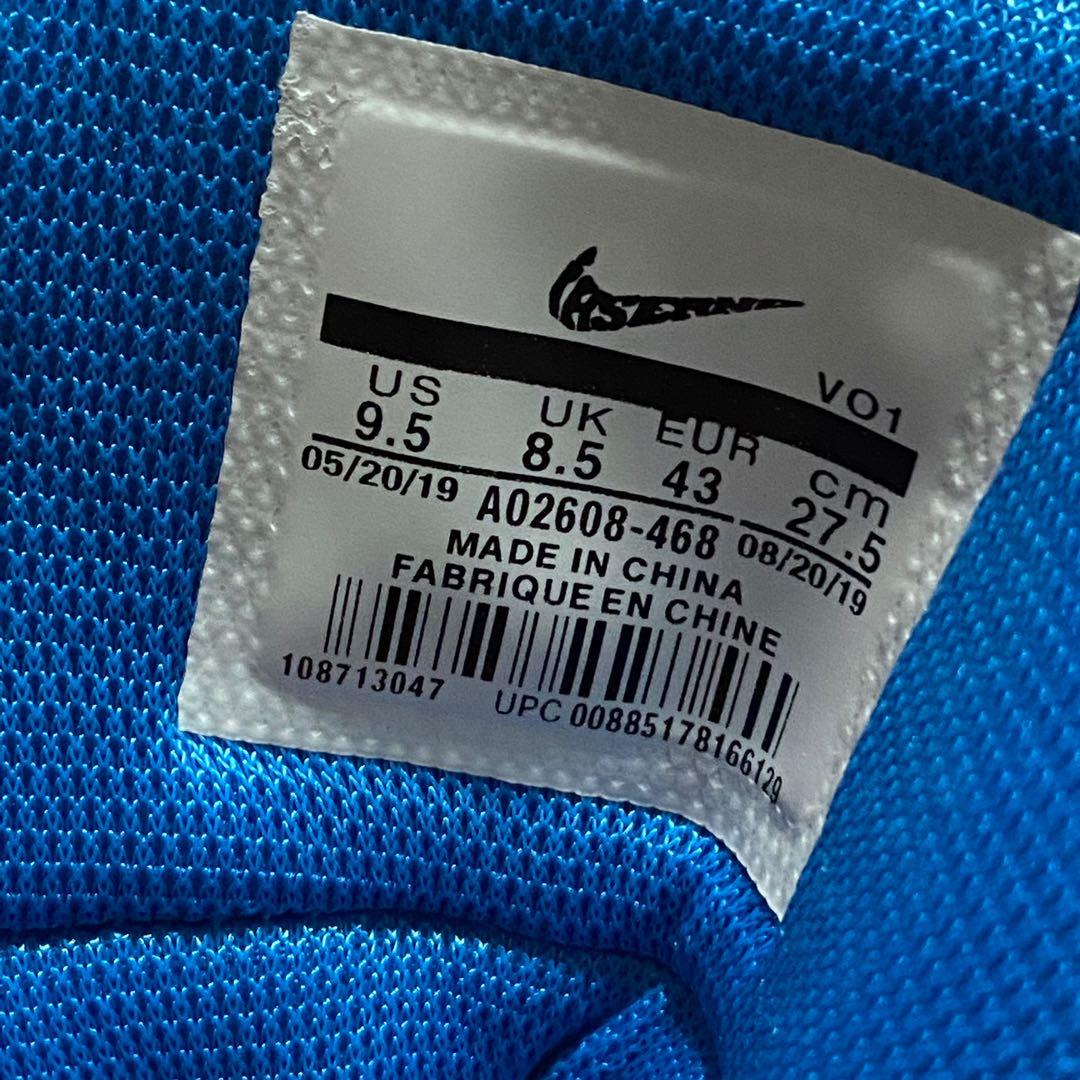 VO1
US UK EUR cm
9.5 8.5 43 27.5
05/20/19 AO2608-468 08/20/19
MADE IN CHINA
FABRIQUE EN CHINE
108713047 UPC 00885178166129